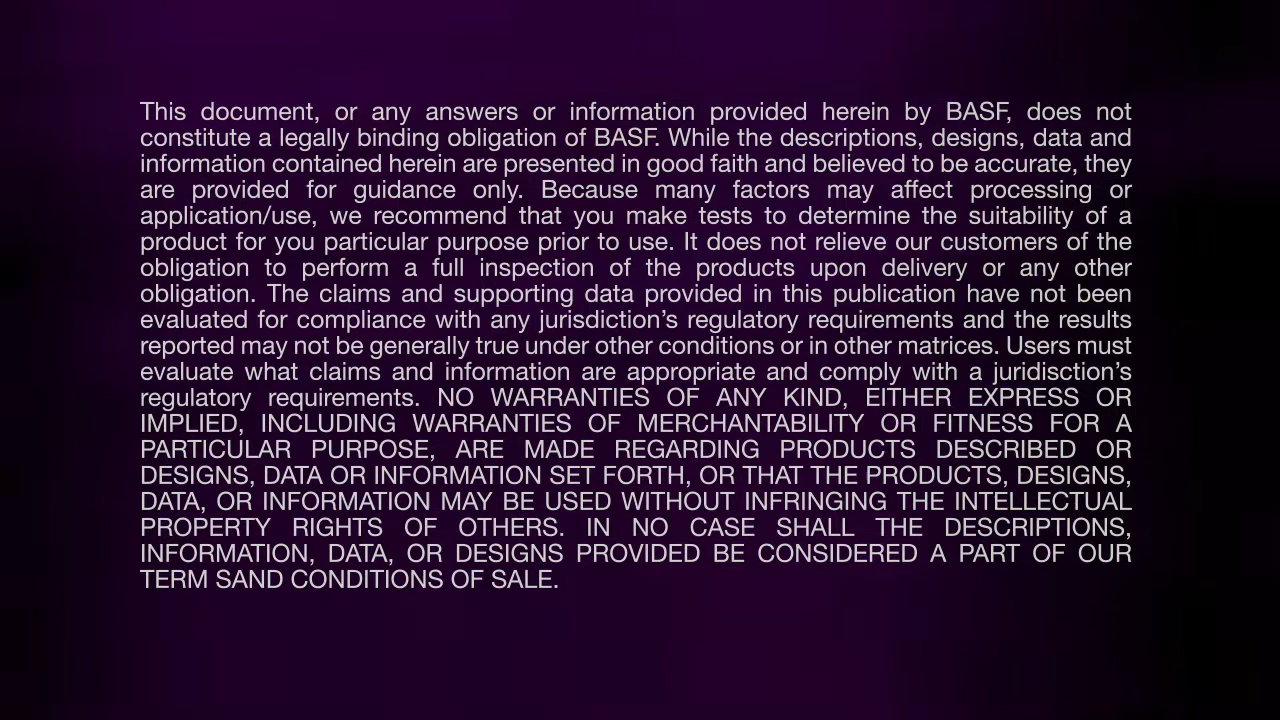 This document, or any answers or information provided herein by BASF, does not
constitute a legally binding obligation of BASF. While the descriptions, designs, data and
information contained herein are presented in good faith and believed to be accurate, they
are provided for guidance only. Because many factors may affect processing or
application/use, we recommend that you make tests to determine the suitability of a
product for you particular purpose prior to use. It does not relieve our customers of the
obligation to perform a full inspection of the products upon delivery or any other
obligation. The claims and supporting data provided in this publication have not been
evaluated for compliance with any jurisdiction’s regulatory requirements and the results
reported may not be generally true under other conditions or in other matrices. Users must
evaluate what claims and information are appropriate and comply with a juridisction’s
regulatory requirements. NO WARRANTIES OF ANY KIND, EITHER EXPRESS OR
IMPLIED, INCLUDING WARRANTIES OF MERCHANTABILITY OR FITNESS FOR A
PARTICULAR PURPOSE, ARE MADE REGARDING PRODUCTS DESCRIBED OR
DESIGNS, DATA OR INFORMATION SET FORTH, OR THAT THE PRODUCTS, DESIGNS,
DATA, OR INFORMATION MAY BE USED WITHOUT INFRINGING THE INTELLECTUAL
PROPERTY RIGHTS OF OTHERS. IN NO CASE SHALL THE DESCRIPTIONS,
INFORMATION, DATA, OR DESIGNS PROVIDED BE CONSIDERED A PART OF OUR
TERM SAND CONDITIONS OF SALE.